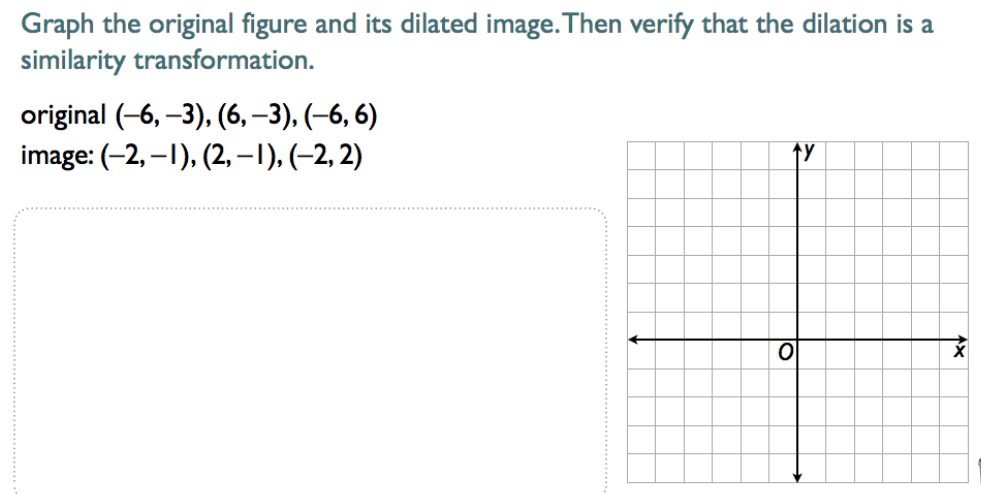 Graph the original figure and its dilated image. Then verify that the dilation is a
similarity transformation.
original (–6, –3), (6, –3), (–6, 6)
image: (–2, –1), (2, –1), (–2, 2)
y
O
x